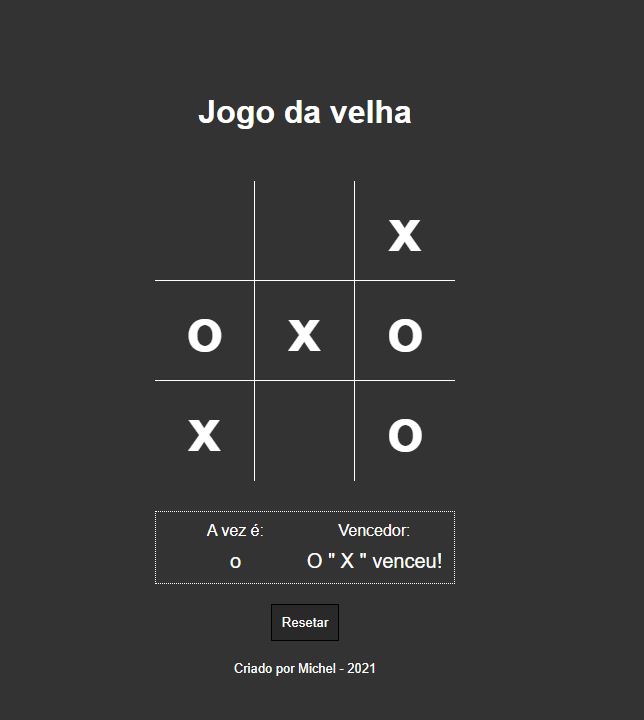 Jogo da velha
x
o x o
x o
A vez é: Vencedor:
o O " X " venceu!
Resetar
Criado por Michel - 2021